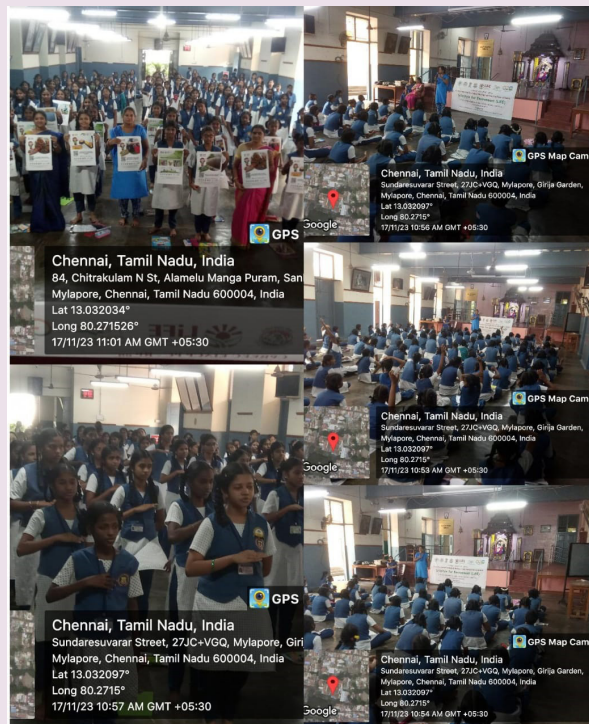 GPS
Google
Chennai, Tamil Nadu, India
84, Chitrakulam N St, Alamelu Manga Puram, San
Mylapore, Chennai, Tamil Nadu 600004, India
Lat 13.032034°
Long 80.271526°
17/11/23 11:01 AM GMT +05:30
LiFE
GPS Map Cam
Google
Chennai, Tamil Nadu, India
Sundaresuvarar Street, 27JC+VGQ, Mylapore, Girija Garden,
Mylapore, Chennai, Tamil Nadu 600004, India
Lat 13.032097°
Long 80.2715°
17/11/23 10:56 AM GMT +05:30
GPS Map Cam
Google
Chennai, Tamil Nadu, India
Sundaresuvarar Street, 27JC+VGQ, Mylapore, Girija Garden,
Mylapore, Chennai, Tamil Nadu 600004, India
Lat 13.032097°
Long 80.2715°
17/11/23 10:53 AM GMT +05:30
GPS
Chennai, Tamil Nadu, India
Sundaresuvarar Street, 27JC+VGQ, Mylapore, Giri
Mylapore, Chennai, Tamil Nadu 600004, India
Lat 13.032097°
Long 80.2715°
17/11/23 10:57 AM GMT +05:30
GPS Map Cam
Google
Chennai, Tamil Nadu, India
Sundaresuvarar Street, 27JC+VGQ, Mylapore, Girija Garden,
Mylapore, Chennai, Tamil Nadu 600004, India
Lat 13.032097°
Long 80.2715°
17/11/23 10:54 AM GMT +05:30